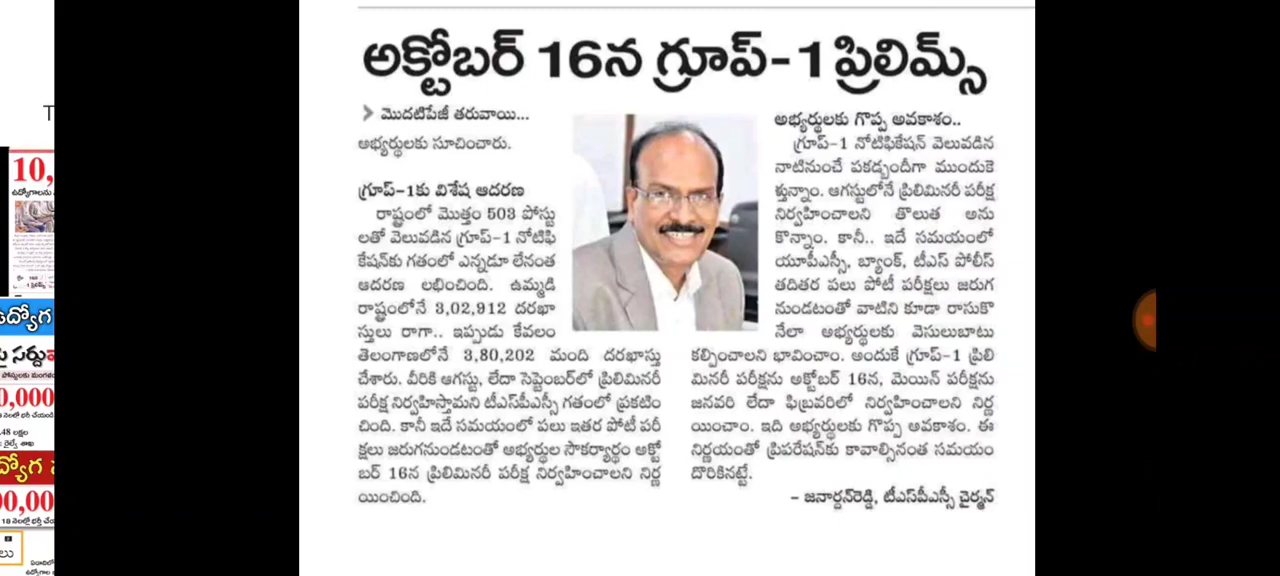 అక్టోబర్ 16న గ్రూప్-1 ప్రిలిమ్స్
మొదటిపేజీ తరువాయి...
అభ్యర్థులకు సూచించారు.
గ్రూప్-1కు విశేష ఆదరణ
రాష్ట్రంలో మొత్తం 503 పోస్టు
లతో వెలువడిన గ్రూప్-1 నోటిఫి
కేషన్‌కు గతంలో ఎన్నడూ లేనంత
ఆదరణ లభించింది. ఉమ్మడి
రాష్ట్రంలోనే 3,02,912 దరఖా
స్తులు రాగా.. ఇప్పుడు కేవలం
తెలంగాణలోనే 3,80,202 మంది దరఖాస్తు
చేశారు. వీరికి ఆగస్టు, లేదా సెప్టెంబర్‌లో ప్రిలిమినరీ
పరీక్ష నిర్వహిస్తామని టీఎస్‌పీఎస్సీ గతంలో ప్రకటిం
చింది. కానీ ఇదే సమయంలో పలు ఇతర పోటీ పరీ
క్షలు జరుగనుండటంతో అభ్యర్థుల సౌకర్యార్థం అక్టో
బర్ 16న ప్రిలిమినరీ పరీక్ష నిర్వహించాలని నిర్ణ
యించింది.
అభ్యర్థులకు గొప్ప అవకాశం..
గ్రూప్-1 నోటిఫికేషన్ వెలువడిన
నాటినుంచే పకడ్బందీగా ముందుకె
ళ్తున్నాం. ఆగస్టులోనే ప్రిలిమినరీ పరీక్ష
నిర్వహించాలని తొలుత అను
కొన్నాం. కానీ.. ఇదే సమయంలో
యూపీఎస్సీ, బ్యాంక్, టీఎస్ పోలీస్
తదితర పలు పోటీ పరీక్షలు జరుగ
నుండటంతో వాటిని కూడా రాసుకొ
నేలా అభ్యర్థులకు వెసులుబాటు
కల్పించాలని భావించాం. అందుకే గ్రూప్-1 ప్రిలి
మినరీ పరీక్షను అక్టోబర్ 16న, మెయిన్ పరీక్షను
జనవరి లేదా ఫిబ్రవరిలో నిర్వహించాలని నిర్ణ
యించాం. ఇది అభ్యర్థులకు గొప్ప అవకాశం. ఈ
నిర్ణయంతో ప్రిపరేషన్‌కు కావాల్సినంత సమయం
దొరికినట్టే.
– జనార్దన్‌రెడ్డి, టీఎస్‌పీఎస్సీ చైర్మన్